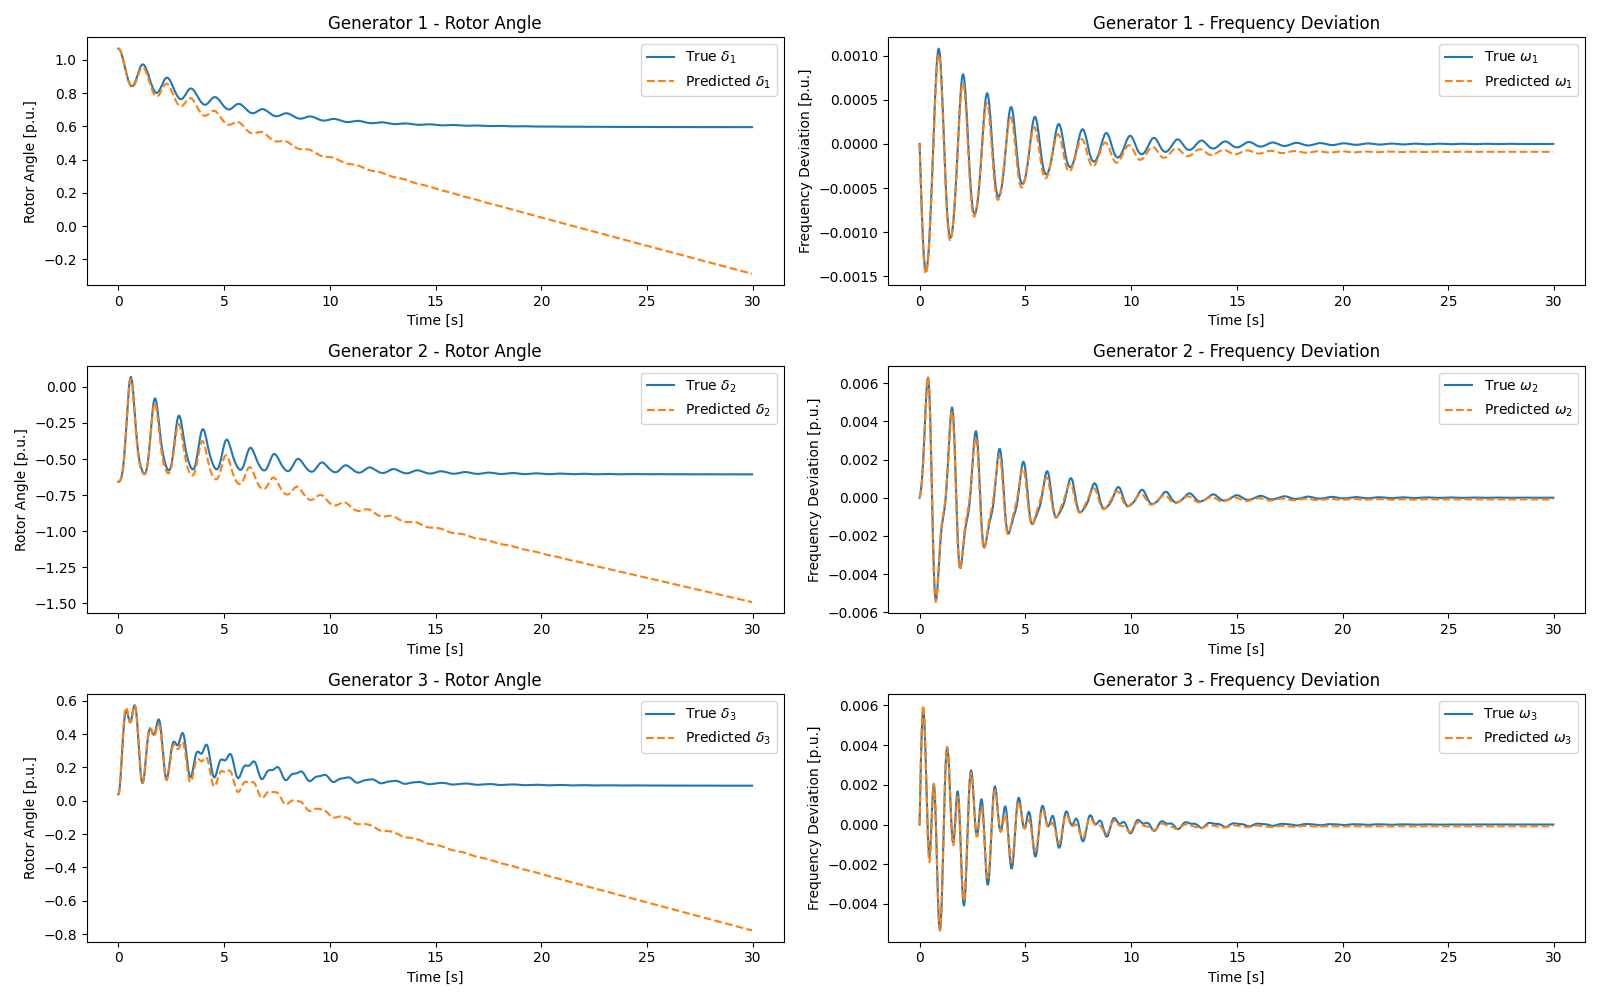 Generator 1 - Rotor Angle
Rotor Angle [p.u.]
1.0
0.8
0.6
0.4
0.2
0.0
−0.2
True δ1
Predicted δ1
0 5 10 15 20 25 30
Time [s]
Generator 1 - Frequency Deviation
Frequency Deviation [p.u.]
0.0010
0.0005
0.0000
−0.0005
−0.0010
−0.0015
True ω1
Predicted ω1
0 5 10 15 20 25 30
Time [s]
Generator 2 - Rotor Angle
Rotor Angle [p.u.]
0.00
−0.25
−0.50
−0.75
−1.00
−1.25
−1.50
True δ2
Predicted δ2
0 5 10 15 20 25 30
Time [s]
Generator 2 - Frequency Deviation
Frequency Deviation [p.u.]
0.006
0.004
0.002
0.000
−0.002
−0.004
−0.006
True ω2
Predicted ω2
0 5 10 15 20 25 30
Time [s]
Generator 3 - Rotor Angle
Rotor Angle [p.u.]
0.6
0.4
0.2
0.0
−0.2
−0.4
−0.6
−0.8
True δ3
Predicted δ3
0 5 10 15 20 25 30
Time [s]
Generator 3 - Frequency Deviation
Frequency Deviation [p.u.]
0.006
0.004
0.002
0.000
−0.002
−0.004
True ω3
Predicted ω3
0 5 10 15 20 25 30
Time [s]